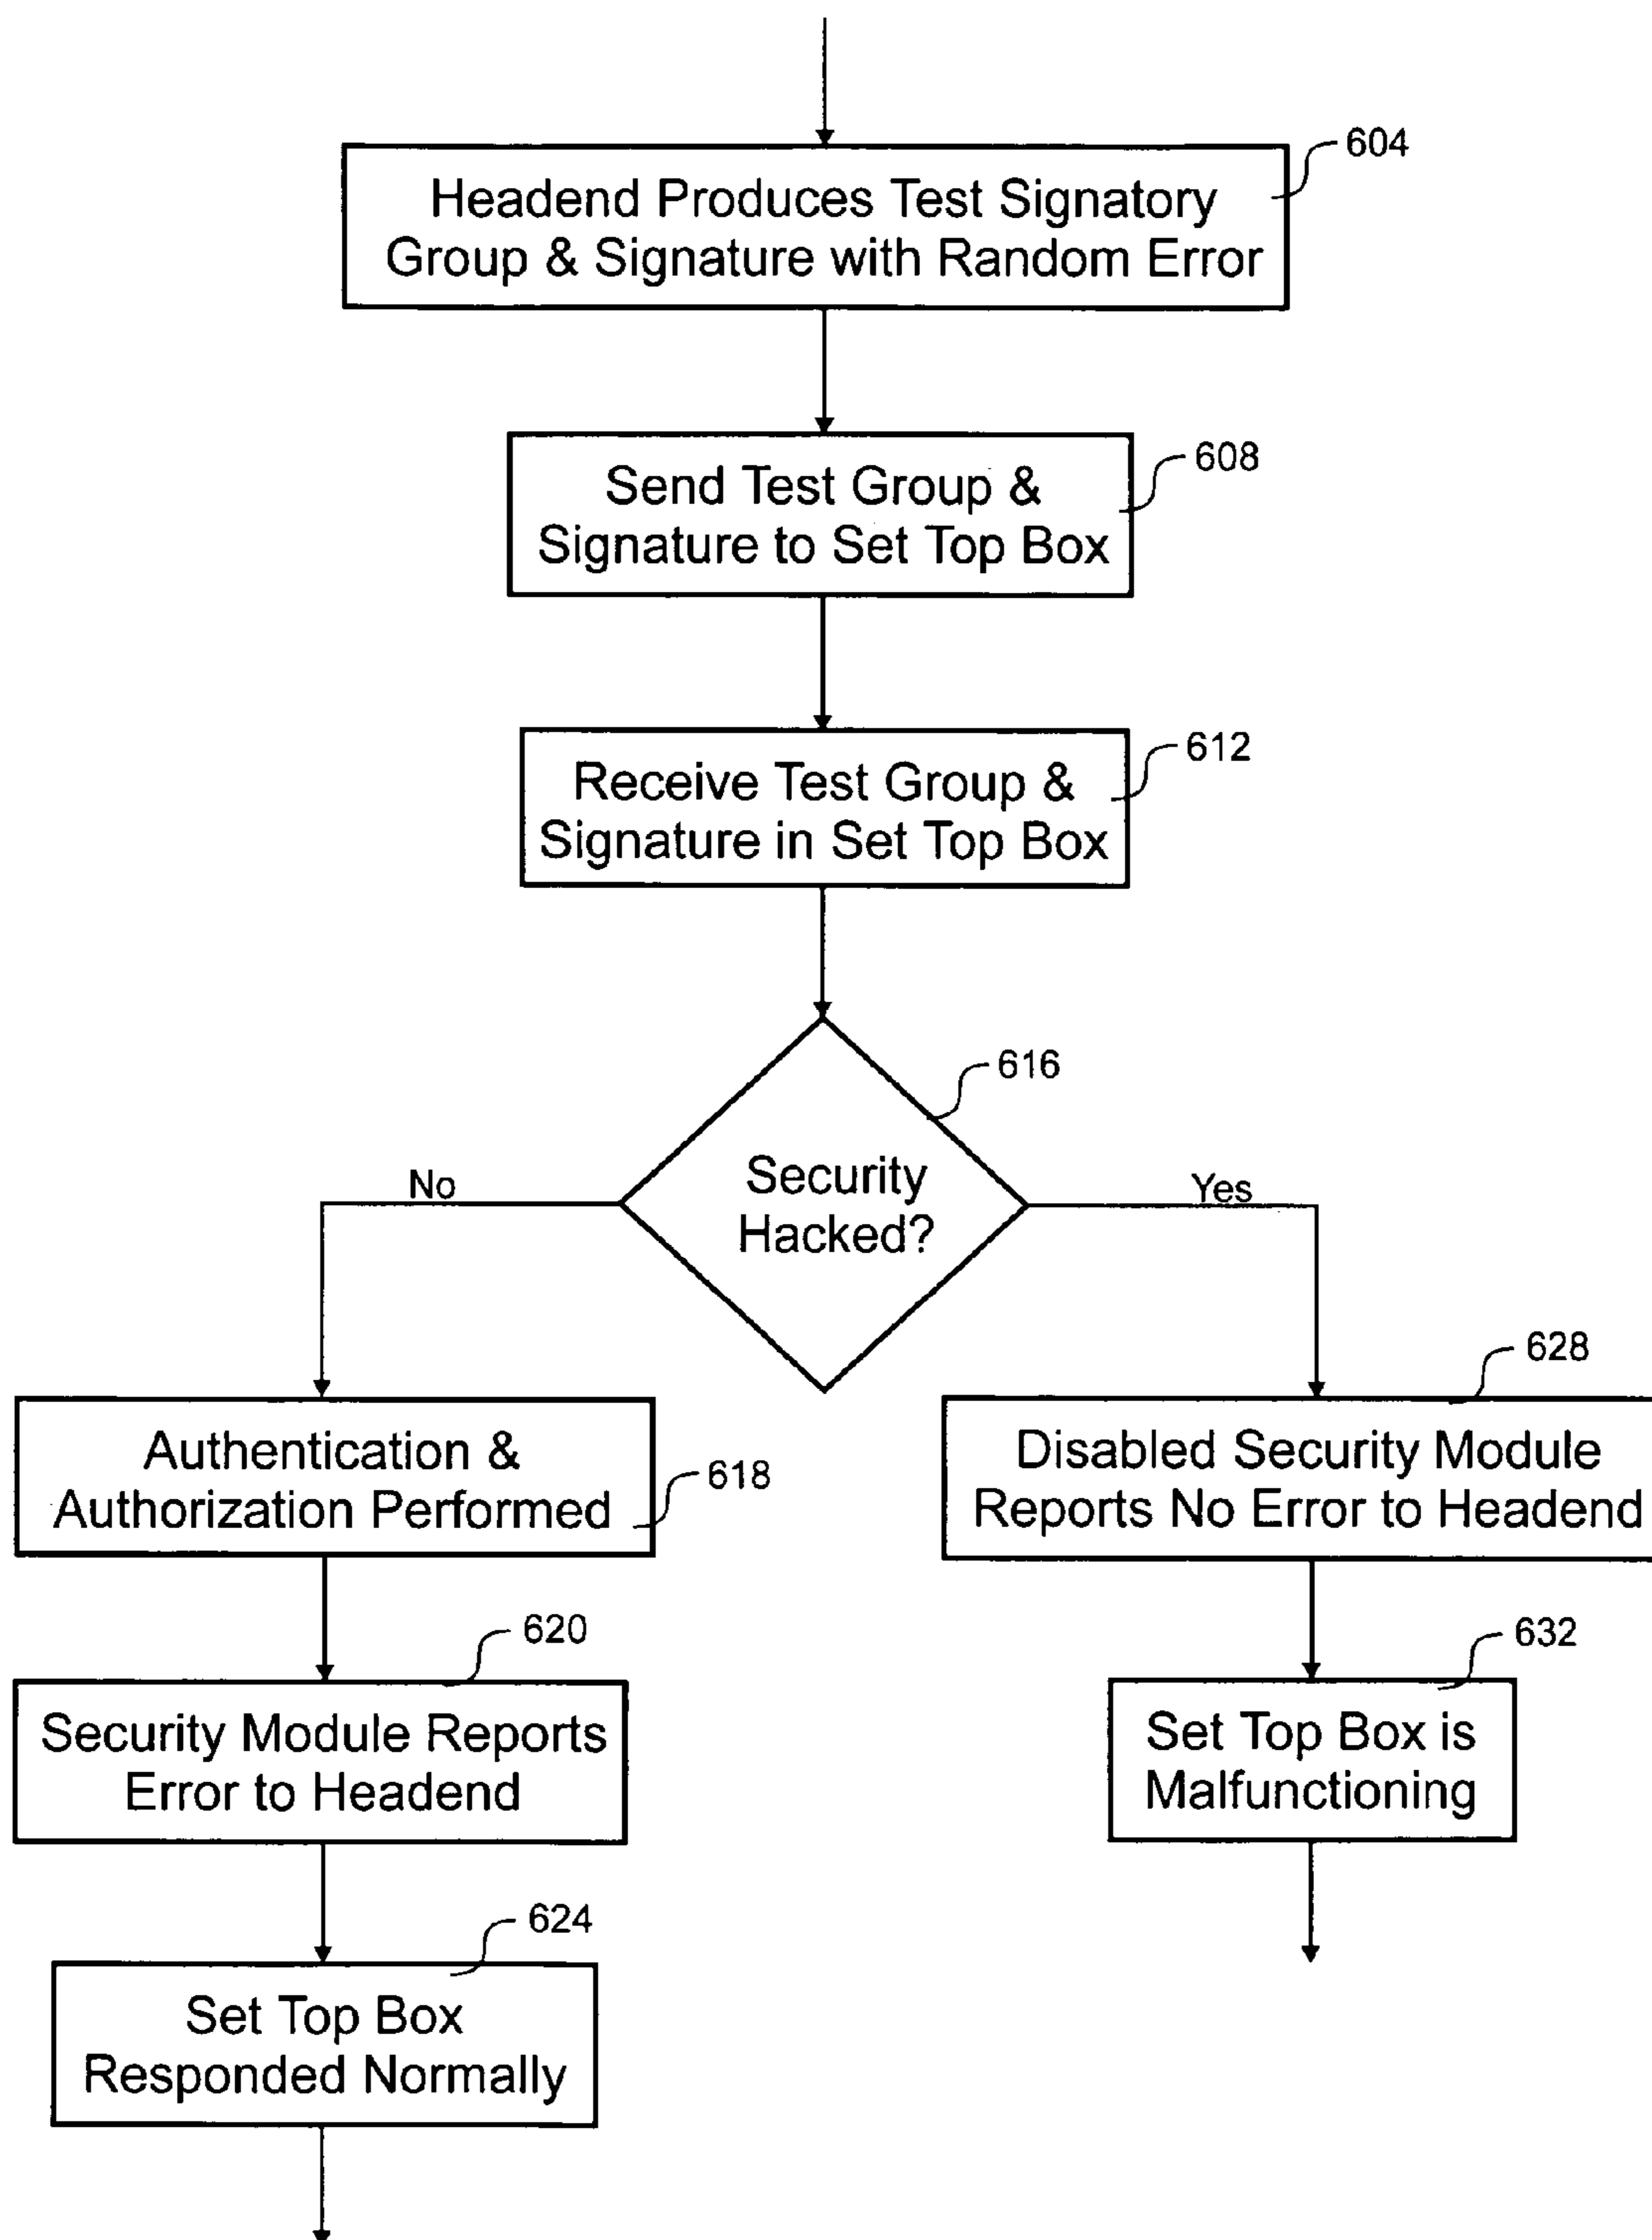 604
Headend Produces Test Signatory
Group & Signature with Random Error
608
Send Test Group &
Signature to Set Top Box
612
Receive Test Group &
Signature in Set Top Box
616
Security
Hacked?
No
Yes
618
Authentication &
Authorization Performed
628
Disabled Security Module
Reports No Error to Headend
620
Security Module Reports
Error to Headend
632
Set Top Box is
Malfunctioning
624
Set Top Box
Responded Normally